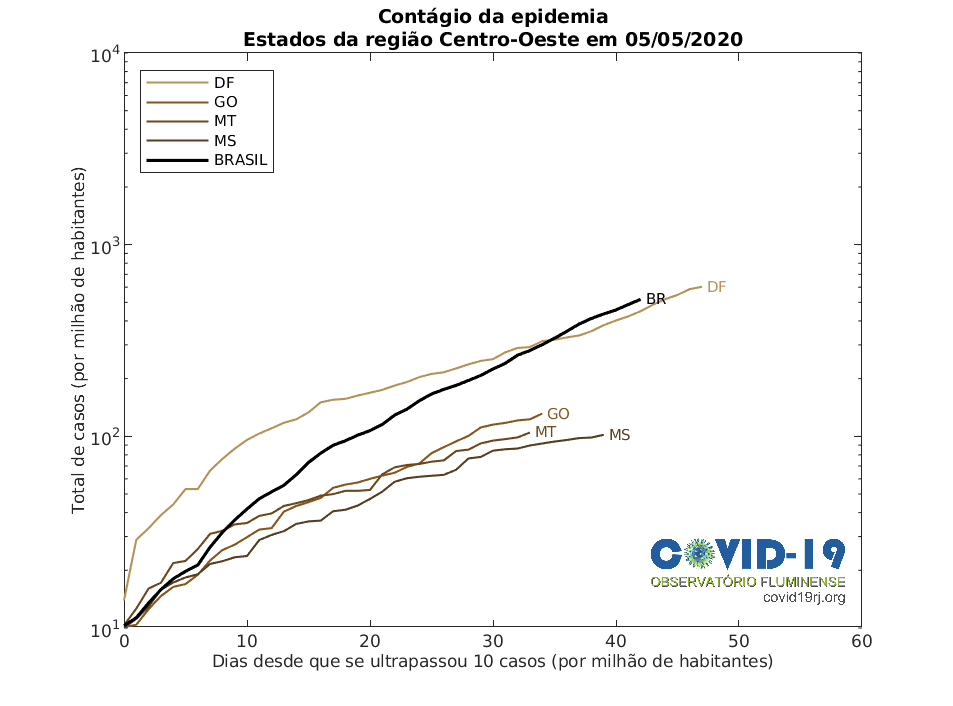 Contágio da epidemia
Estados da região Centro-Oeste em 05/05/2020
10^4
10^3
10^2
10^1
Total de casos (por milhão de habitantes)
DF
GO
MT
MS
BRASIL
BR
DF
GO
MT
MS
COVID-19
OBSERVATÓRIO FLUMINENSE
covid19rj.org
0 10 20 30 40 50 60
Dias desde que se ultrapassou 10 casos (por milhão de habitantes)